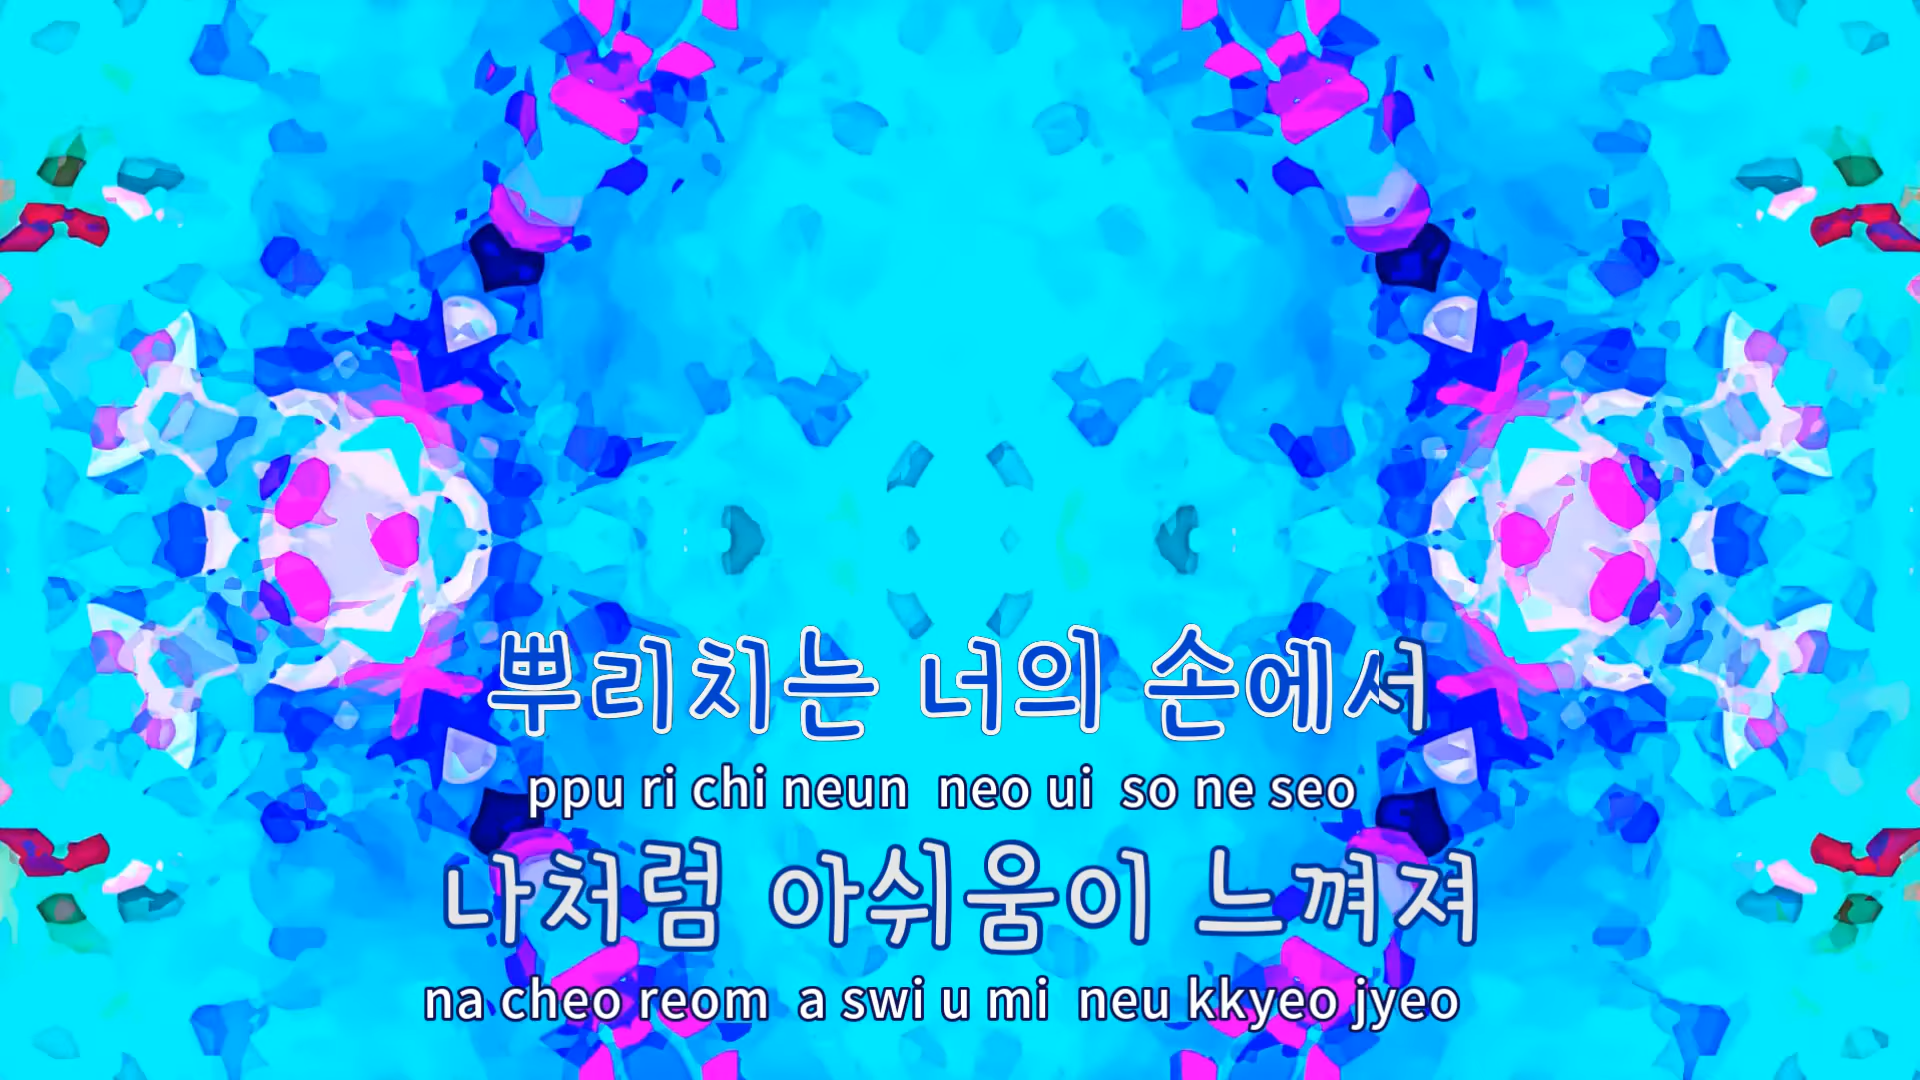 뿌리치는 너의 손에서
ppu ri chi neun neo ui so ne seo
나처럼 아쉬움이 느껴져
na cheo reom a swi u mi neu kkyeo jyeo